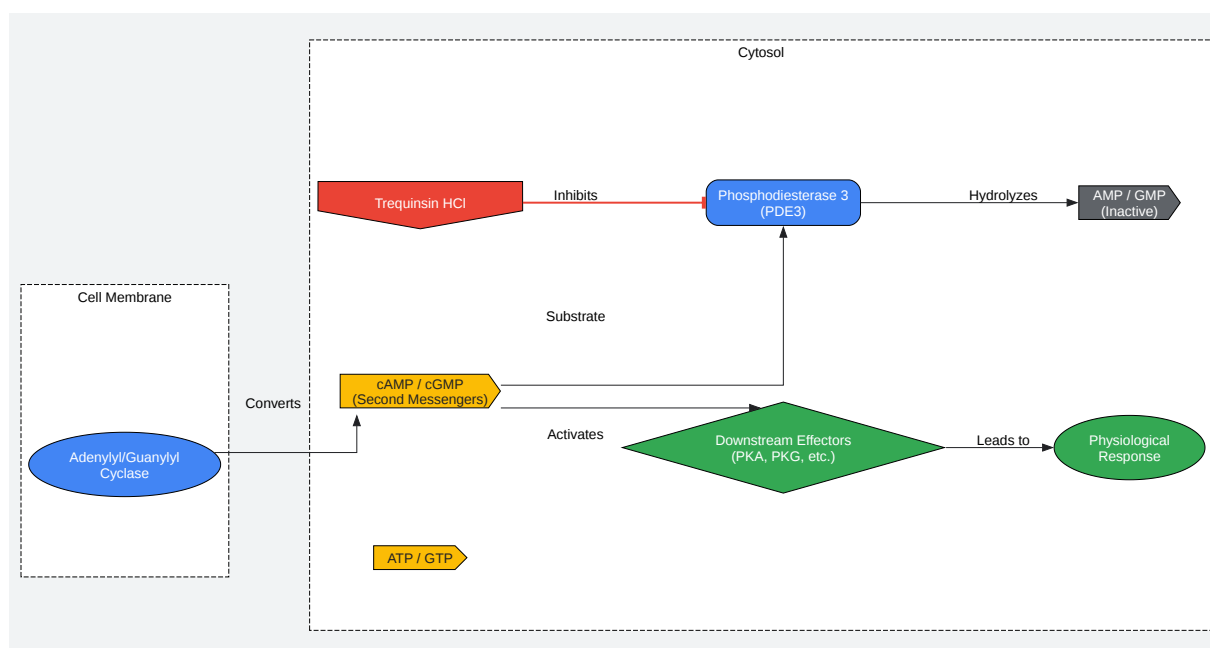 Cytosol
Trequinsin HCl
Inhibits
Phosphodiesterase 3
(PDE3)
Hydrolyzes
AMP / GMP
(Inactive)
Cell Membrane
Substrate
cAMP / cGMP
(Second Messengers)
Converts
Activates
Adenylyl/Guanylyl
Cyclase
Downstream Effectors
(PKA, PKG, etc.)
Leads to
Physiological
Response
ATP / GTP